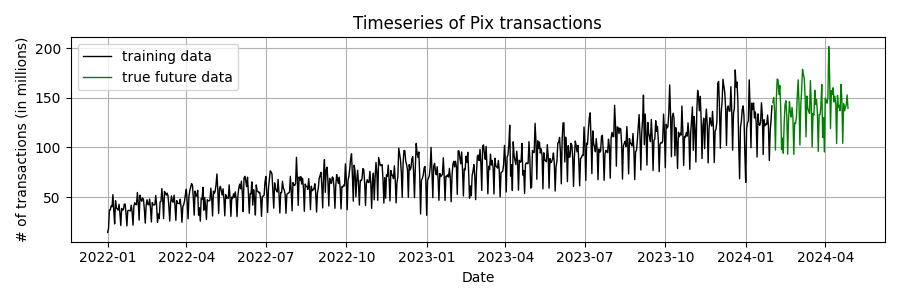 Timeseries of Pix transactions
# of transactions (in millions)
200
150
100
50
training data
true future data
2022-01 2022-04 2022-07 2022-10 2023-01 2023-04 2023-07 2023-10 2024-01 2024-04
Date